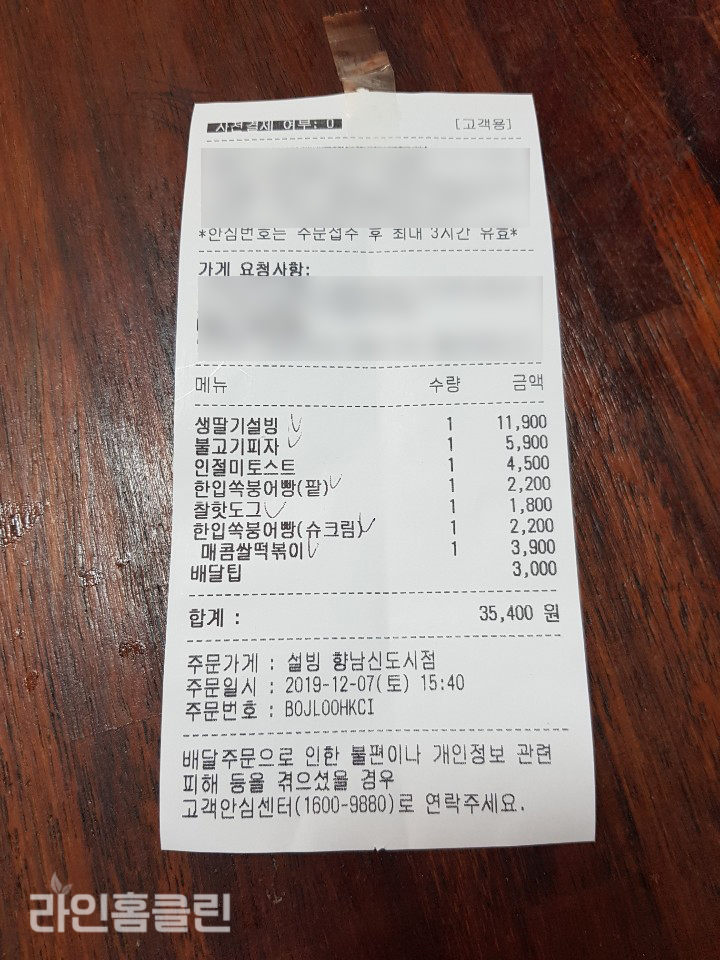 사전결제 여부: O [고객용]
*안심번호는 주문접수 후 최대 3시간 유효*
가게 요청사항:
메뉴 수량 금액
생딸기설빙 1 11,900
불고기피자 1 5,900
인절미토스트 1 4,500
한입쏙붕어빵(팥) 1 2,200
찰핫도그 1 1,800
한입쏙붕어빵(슈크림) 1 2,200
매콤쌀떡볶이 1 3,900
배달팁 3,000
합계 : 35,400 원
주문가게 : 설빙 향남신도시점
주문일시 : 2019-12-07(토) 15:40
주문번호 : B0JL00HKCI
배달주문으로 인한 불편이나 개인정보 관련
피해 등을 겪으셨을 경우
고객안심센터(1600-9880)로 연락주세요.
라인홈클린